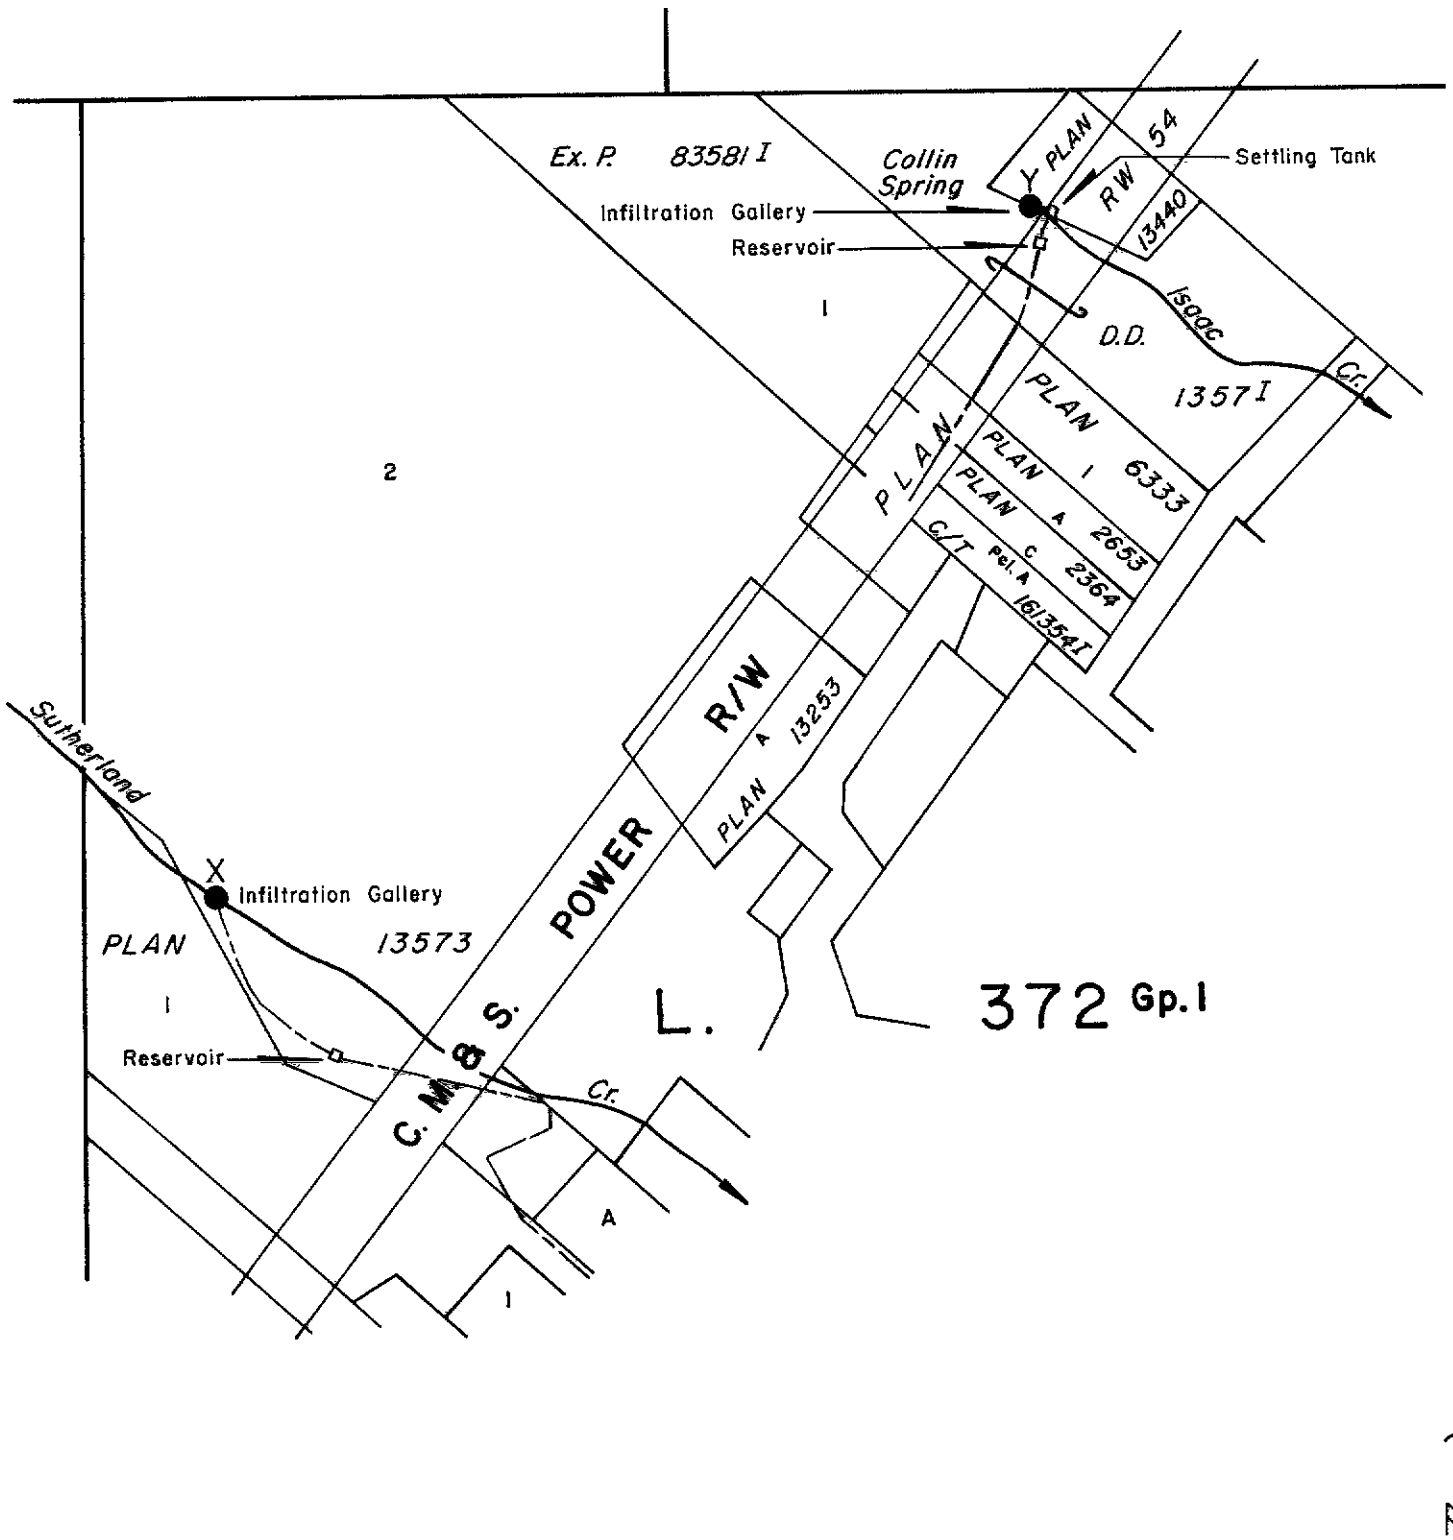 Ex. P. 83581 I
Collin
Spring
Y
PLAN
RW 54
13440
Settling Tank
Infiltration Gallery
Reservoir
1
Isaac
Cr.
D.D.
1357 I
PLAN 6333
1
PLAN A 2653
PLAN C 2364
C/T Pcl. A 161354 I
PLAN
2
R/W
A
PLAN 13253
POWER
Sutherland
X
Infiltration Gallery
PLAN 13573
1
Reservoir
C. M. & S.
L. 372 Gp. 1
Cr.
A
1